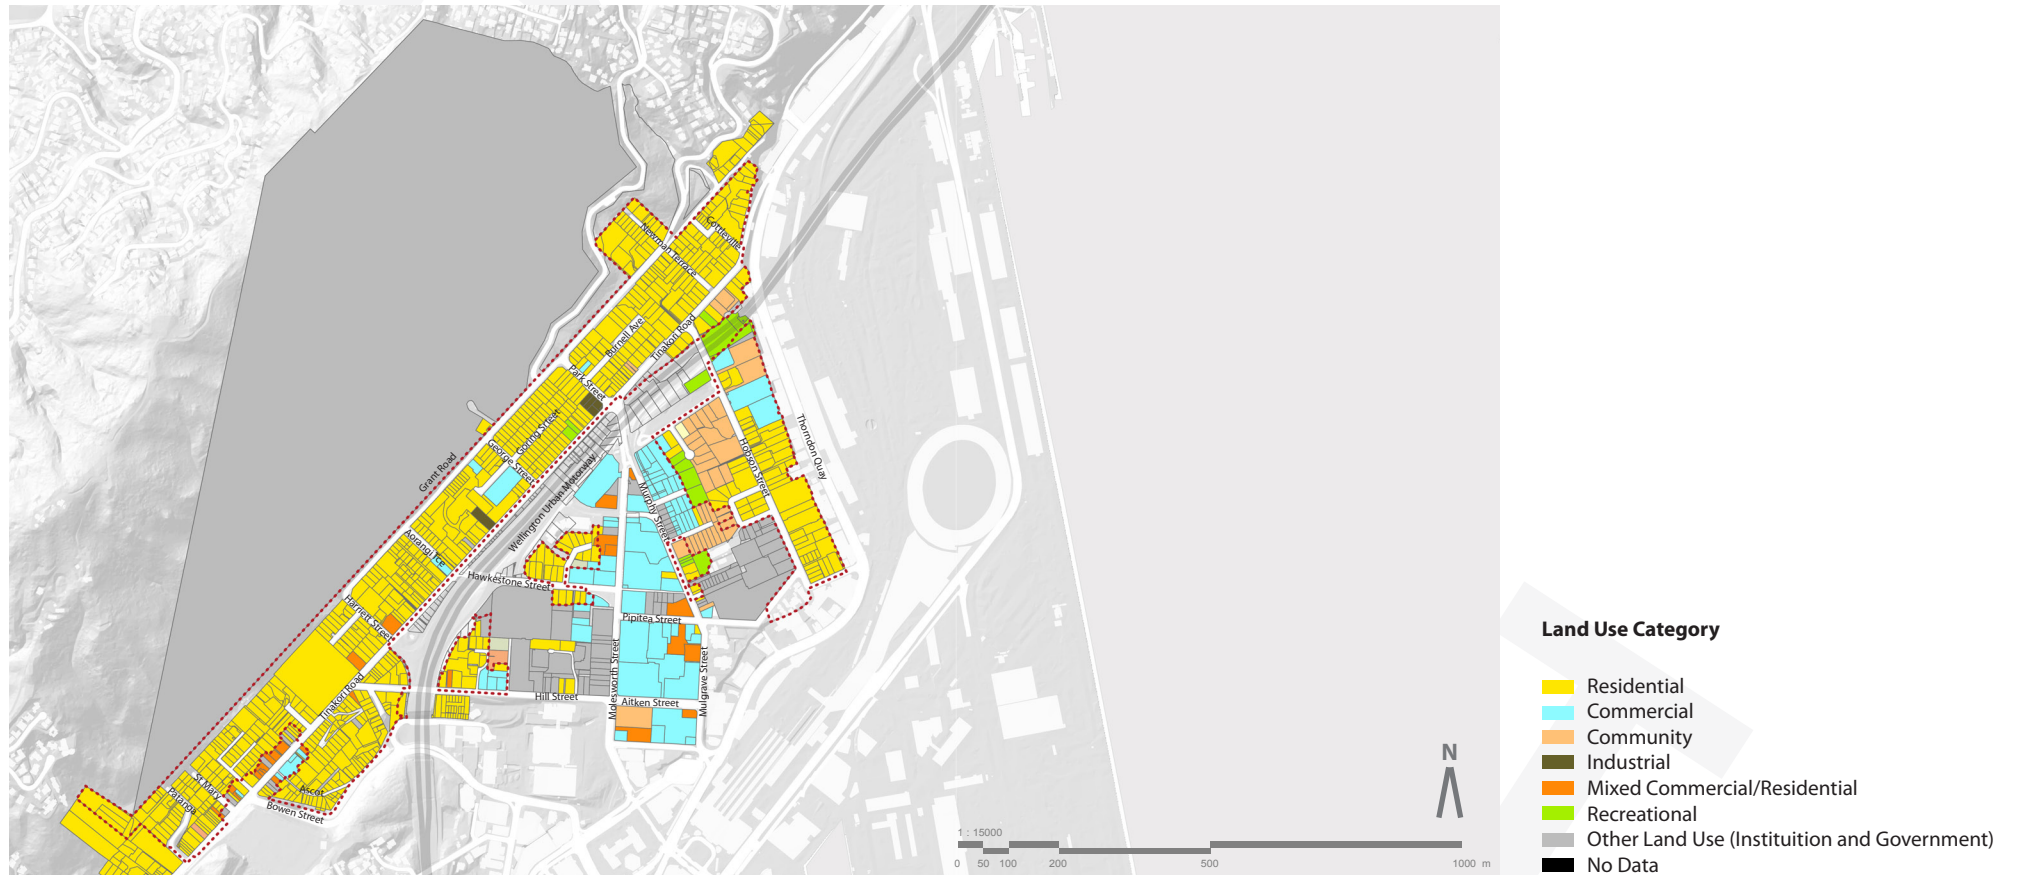 Cottleville
Newman Terrace
Burnell Ave
Tinakori Road
Park Street
Goring Street
George Street
Grant Road
Wellington Urban Motorway
Thorndon Quay
Hobson Street
Murphy Street
Aorangi Tce
Hawkestone Street
Harriett Street
Pipitea Street
Molesworth Street
Mulgrave Street
Hill Street
Aitken Street
Tinakori Road
St Mary
Patanga
Ascot
Bowen Street
N
1 : 15000
0 50 100 200 500 1000 m
Land Use Category
Residential
Commercial
Community
Industrial
Mixed Commercial/Residential
Recreational
Other Land Use (Instituition and Government)
No Data